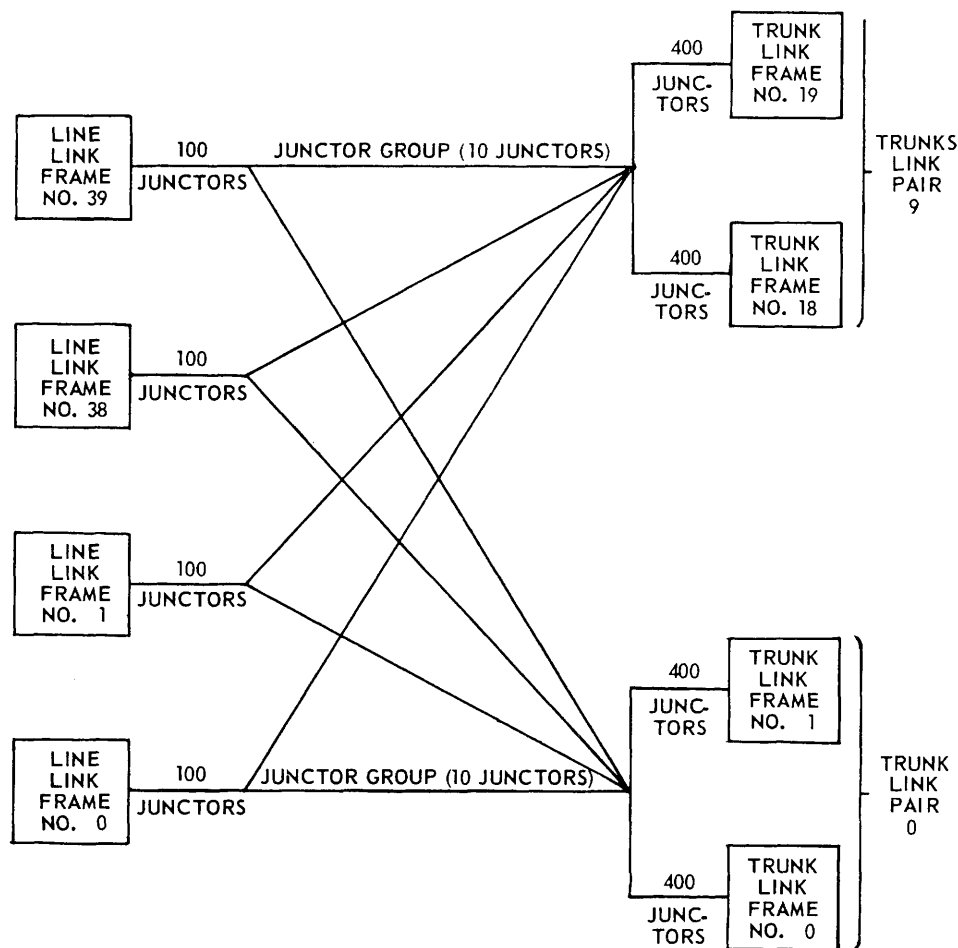 TRUNK
LINK
FRAME
NO. 19
400
JUNC-
TORS
TRUNKS
LINK
PAIR
9
LINE
LINK
FRAME
NO. 39
100
JUNCTORS
JUNCTOR GROUP (10 JUNCTORS)
TRUNK
LINK
FRAME
NO. 18
400
JUNC-
TORS
LINE
LINK
FRAME
NO. 38
100
JUNCTORS
LINE
LINK
FRAME
NO. 1
100
JUNCTORS
TRUNK
LINK
FRAME
NO. 1
400
JUNC-
TORS
LINE
LINK
FRAME
NO. 0
100
JUNCTORS
JUNCTOR GROUP (10 JUNCTORS)
TRUNK
LINK
PAIR
0
TRUNK
LINK
FRAME
NO. 0
400
JUNC-
TORS